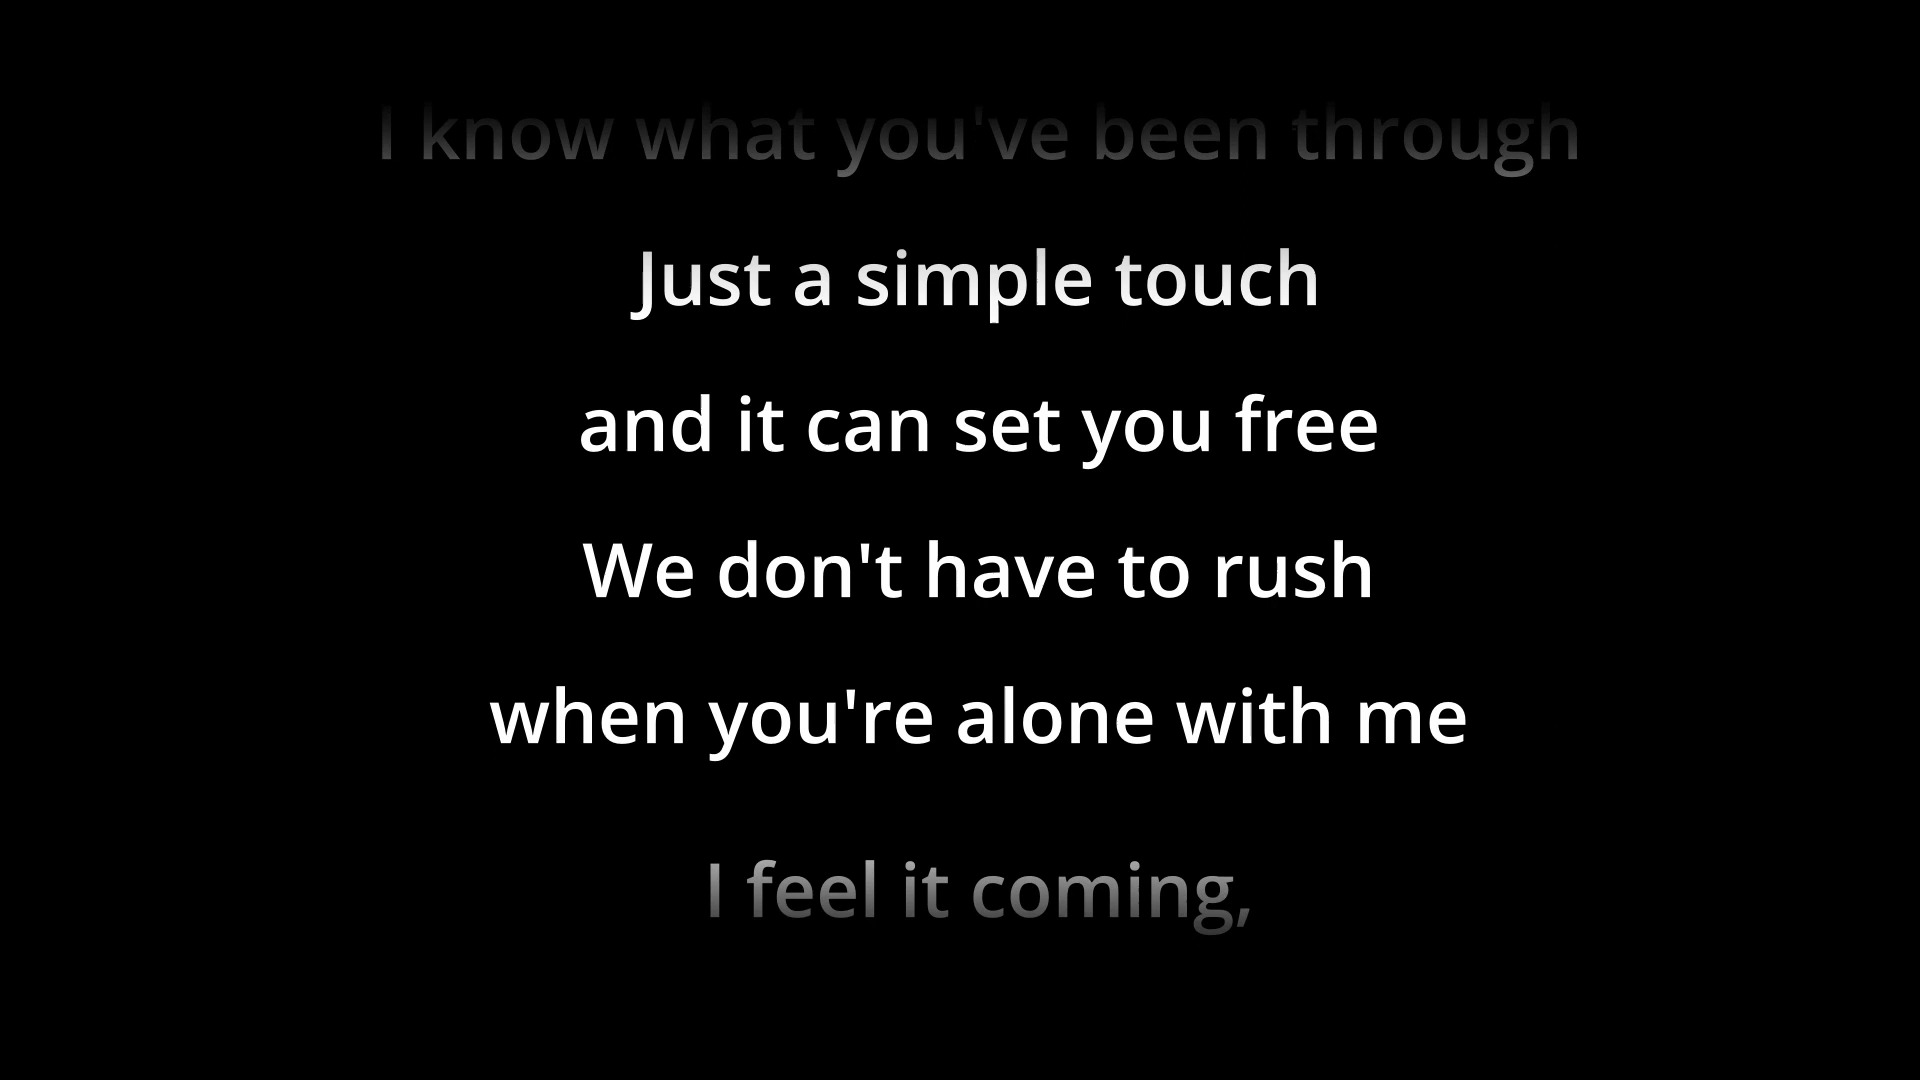 I know what you've been through
Just a simple touch
and it can set you free
We don't have to rush
when you're alone with me
I feel it coming,